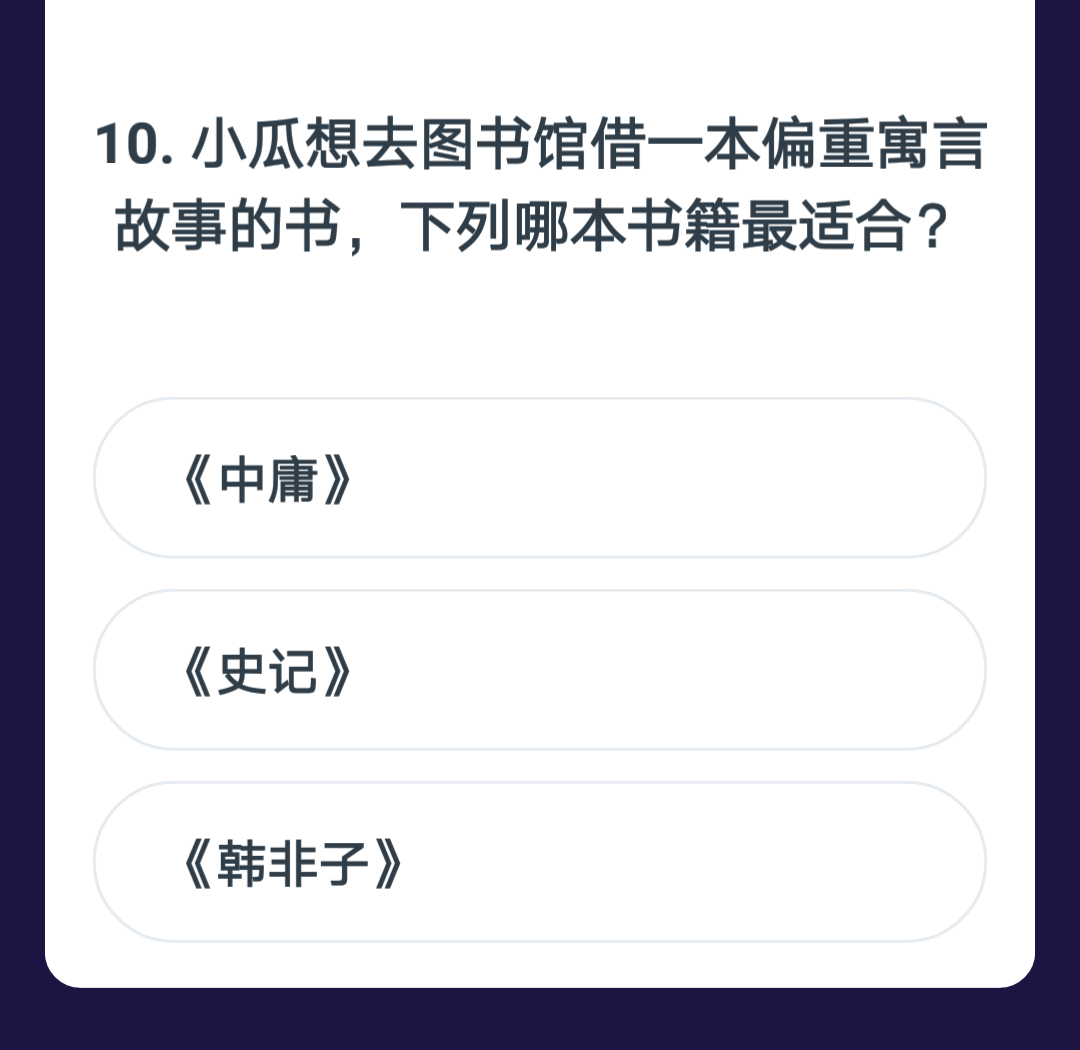 10. 小瓜想去图书馆借一本偏重寓言
故事的书，下列哪本书籍最适合？
《中庸》
《史记》
《韩非子》